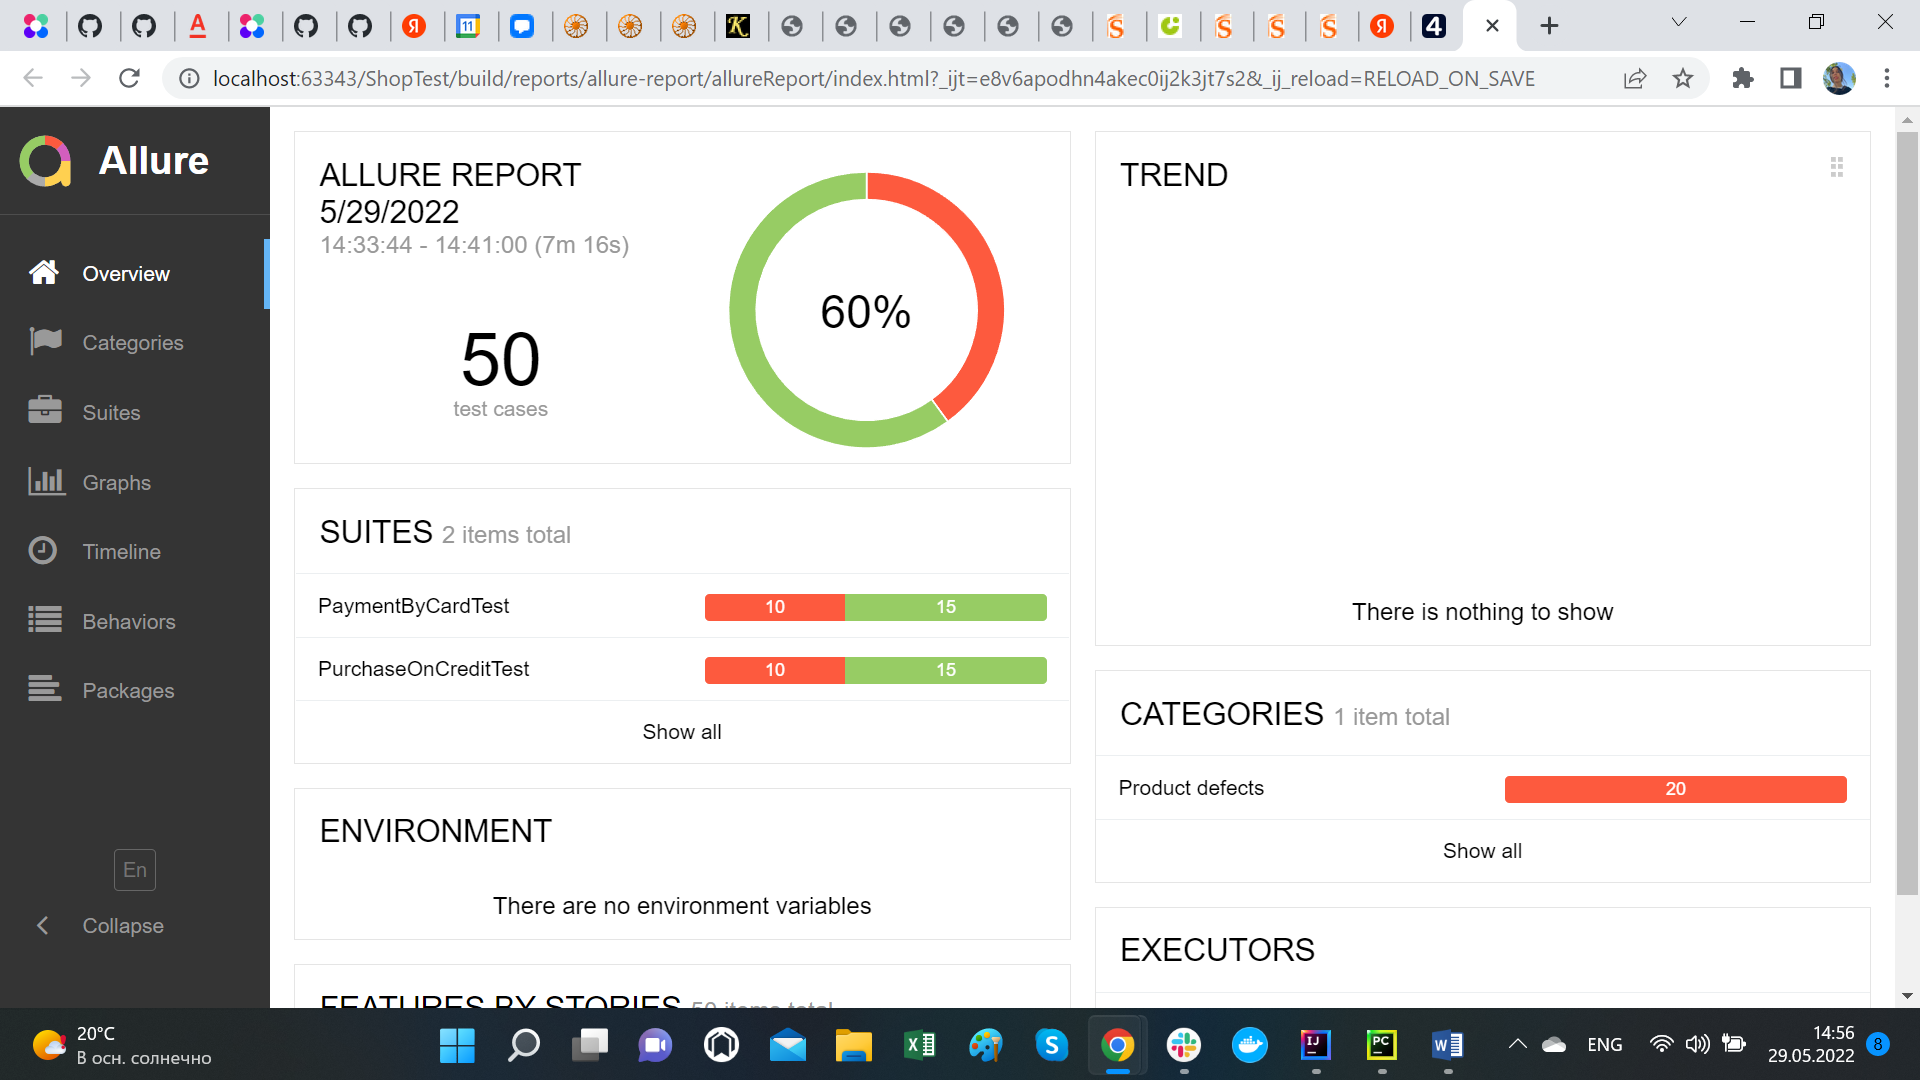 localhost:63343/ShopTest/build/reports/allure-report/allureReport/index.html?_ijt=e8v6apodhn4akec0ij2k3jt7s2&_ij_reload=RELOAD_ON_SAVE
Allure
Overview
Categories
Suites
Graphs
Timeline
Behaviors
Packages
En
Collapse
ALLURE REPORT
5/29/2022
14:33:44 - 14:41:00 (7m 16s)
50
test cases
60%
SUITES 2 items total
PaymentByCardTest 10 15
PurchaseOnCreditTest 10 15
Show all
ENVIRONMENT
There are no environment variables
FEATURES BY STORIES 50 items total
TREND
There is nothing to show
CATEGORIES 1 item total
Product defects 20
Show all
EXECUTORS
20°C
В осн. солнечно
ENG
14:56
29.05.2022
8